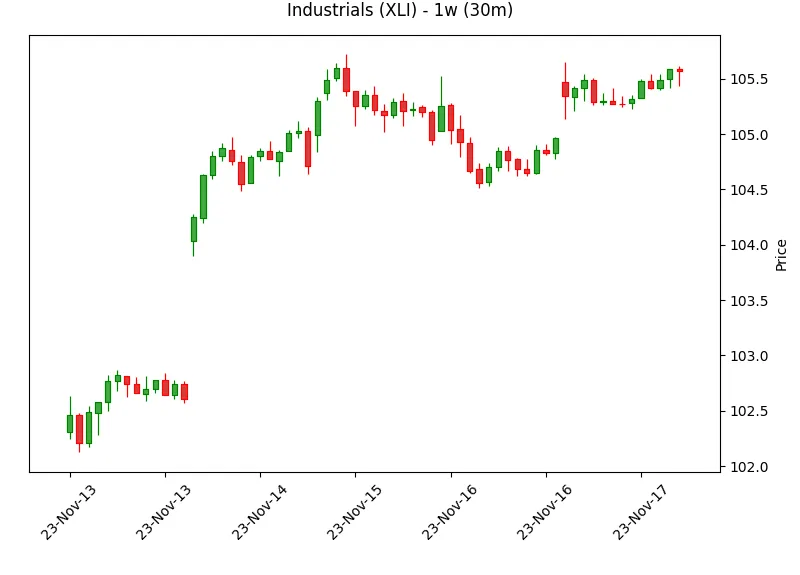 Industrials (XLI) - 1w (30m)
105.5
105.0
104.5
104.0
103.5
103.0
102.5
102.0
Price
23-Nov-13
23-Nov-13
23-Nov-14
23-Nov-15
23-Nov-16
23-Nov-16
23-Nov-17